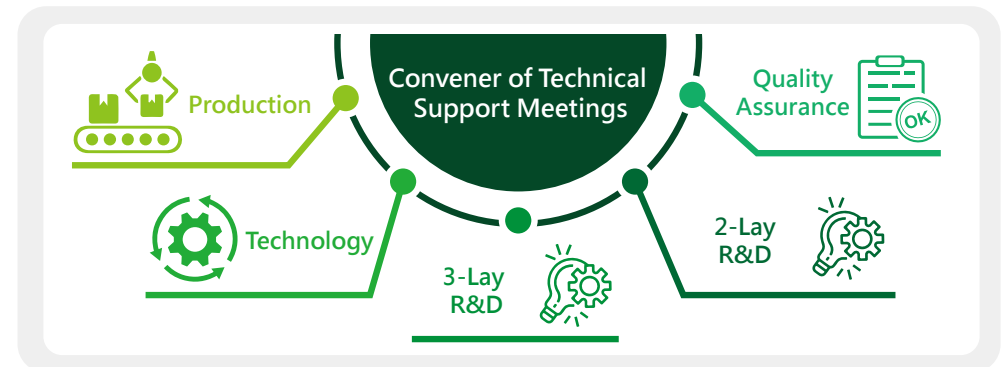 Convener of Technical
Support Meetings
Production
Technology
3-Lay
R&D
2-Lay
R&D
Quality
Assurance
OK